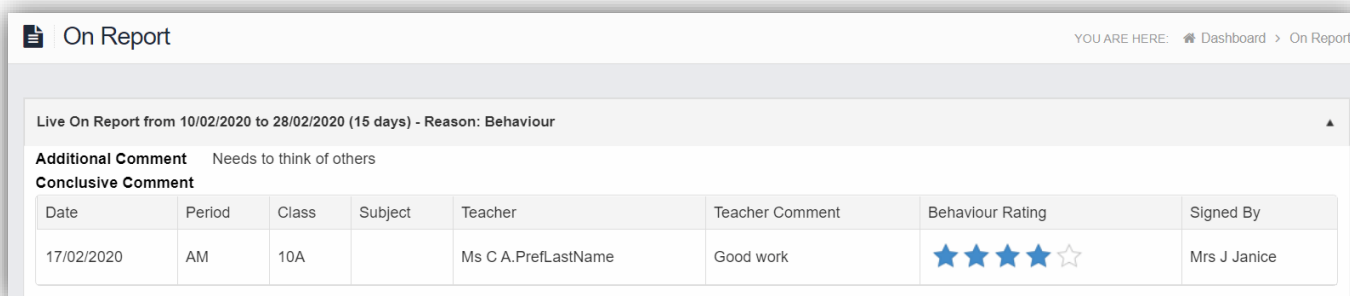 On Report
YOU ARE HERE: Dashboard > On Report
Live On Report from 10/02/2020 to 28/02/2020 (15 days) - Reason: Behaviour
Additional Comment Needs to think of others
Conclusive Comment
Date Period Class Subject Teacher Teacher Comment Behaviour Rating Signed By
17/02/2020 AM 10A Ms C A.PrefLastName Good work Mrs J Janice